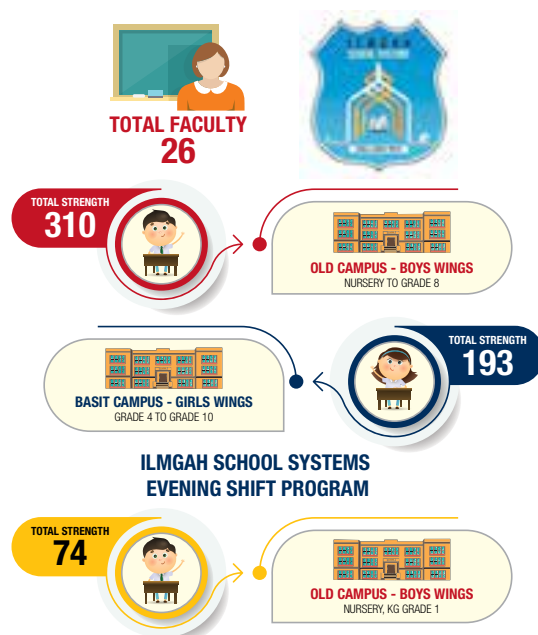 ILMGAH
TOTAL FACULTY
26
TOTAL STRENGTH
310
OLD CAMPUS - BOYS WINGS
NURSERY TO GRADE 8
TOTAL STRENGTH
193
BASIT CAMPUS - GIRLS WINGS
GRADE 4 TO GRADE 10
ILMGAH SCHOOL SYSTEMS
EVENING SHIFT PROGRAM
TOTAL STRENGTH
74
OLD CAMPUS - BOYS WINGS
NURSERY, KG GRADE 1